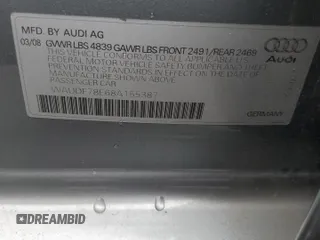 MFD. BY AUDI AG
03/08 GVWR LBS 4839 GAWR LBS FRONT 2491/REAR 2469
THIS VEHICLE CONFORMS TO ALL APPLICABLE U.S.
FEDERAL MOTOR VEHICLE SAFETY BUMPER AND THEFT
PREVENTION STANDARDS IN EFFECT ON THE DATE OF
MANUFACTURE SHOWN ABOVE
PASSENGER CAR
Audi
GERMANY
DREAMBID